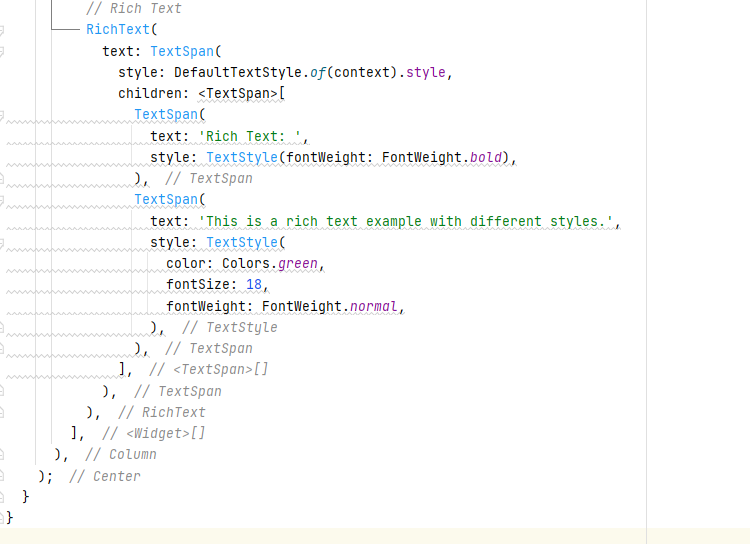 // Rich Text
RichText(
text: TextSpan(
style: DefaultTextStyle.of(context).style,
children: <TextSpan>[
TextSpan(
text: 'Rich Text: ',
style: TextStyle(fontWeight: FontWeight.bold),
), // TextSpan
TextSpan(
text: 'This is a rich text example with different styles.',
style: TextStyle(
color: Colors.green,
fontSize: 18,
fontWeight: FontWeight.normal,
), // TextStyle
), // TextSpan
], // <TextSpan>[]
), // TextSpan
), // RichText
], // <Widget>[]
), // Column
); // Center
}
}